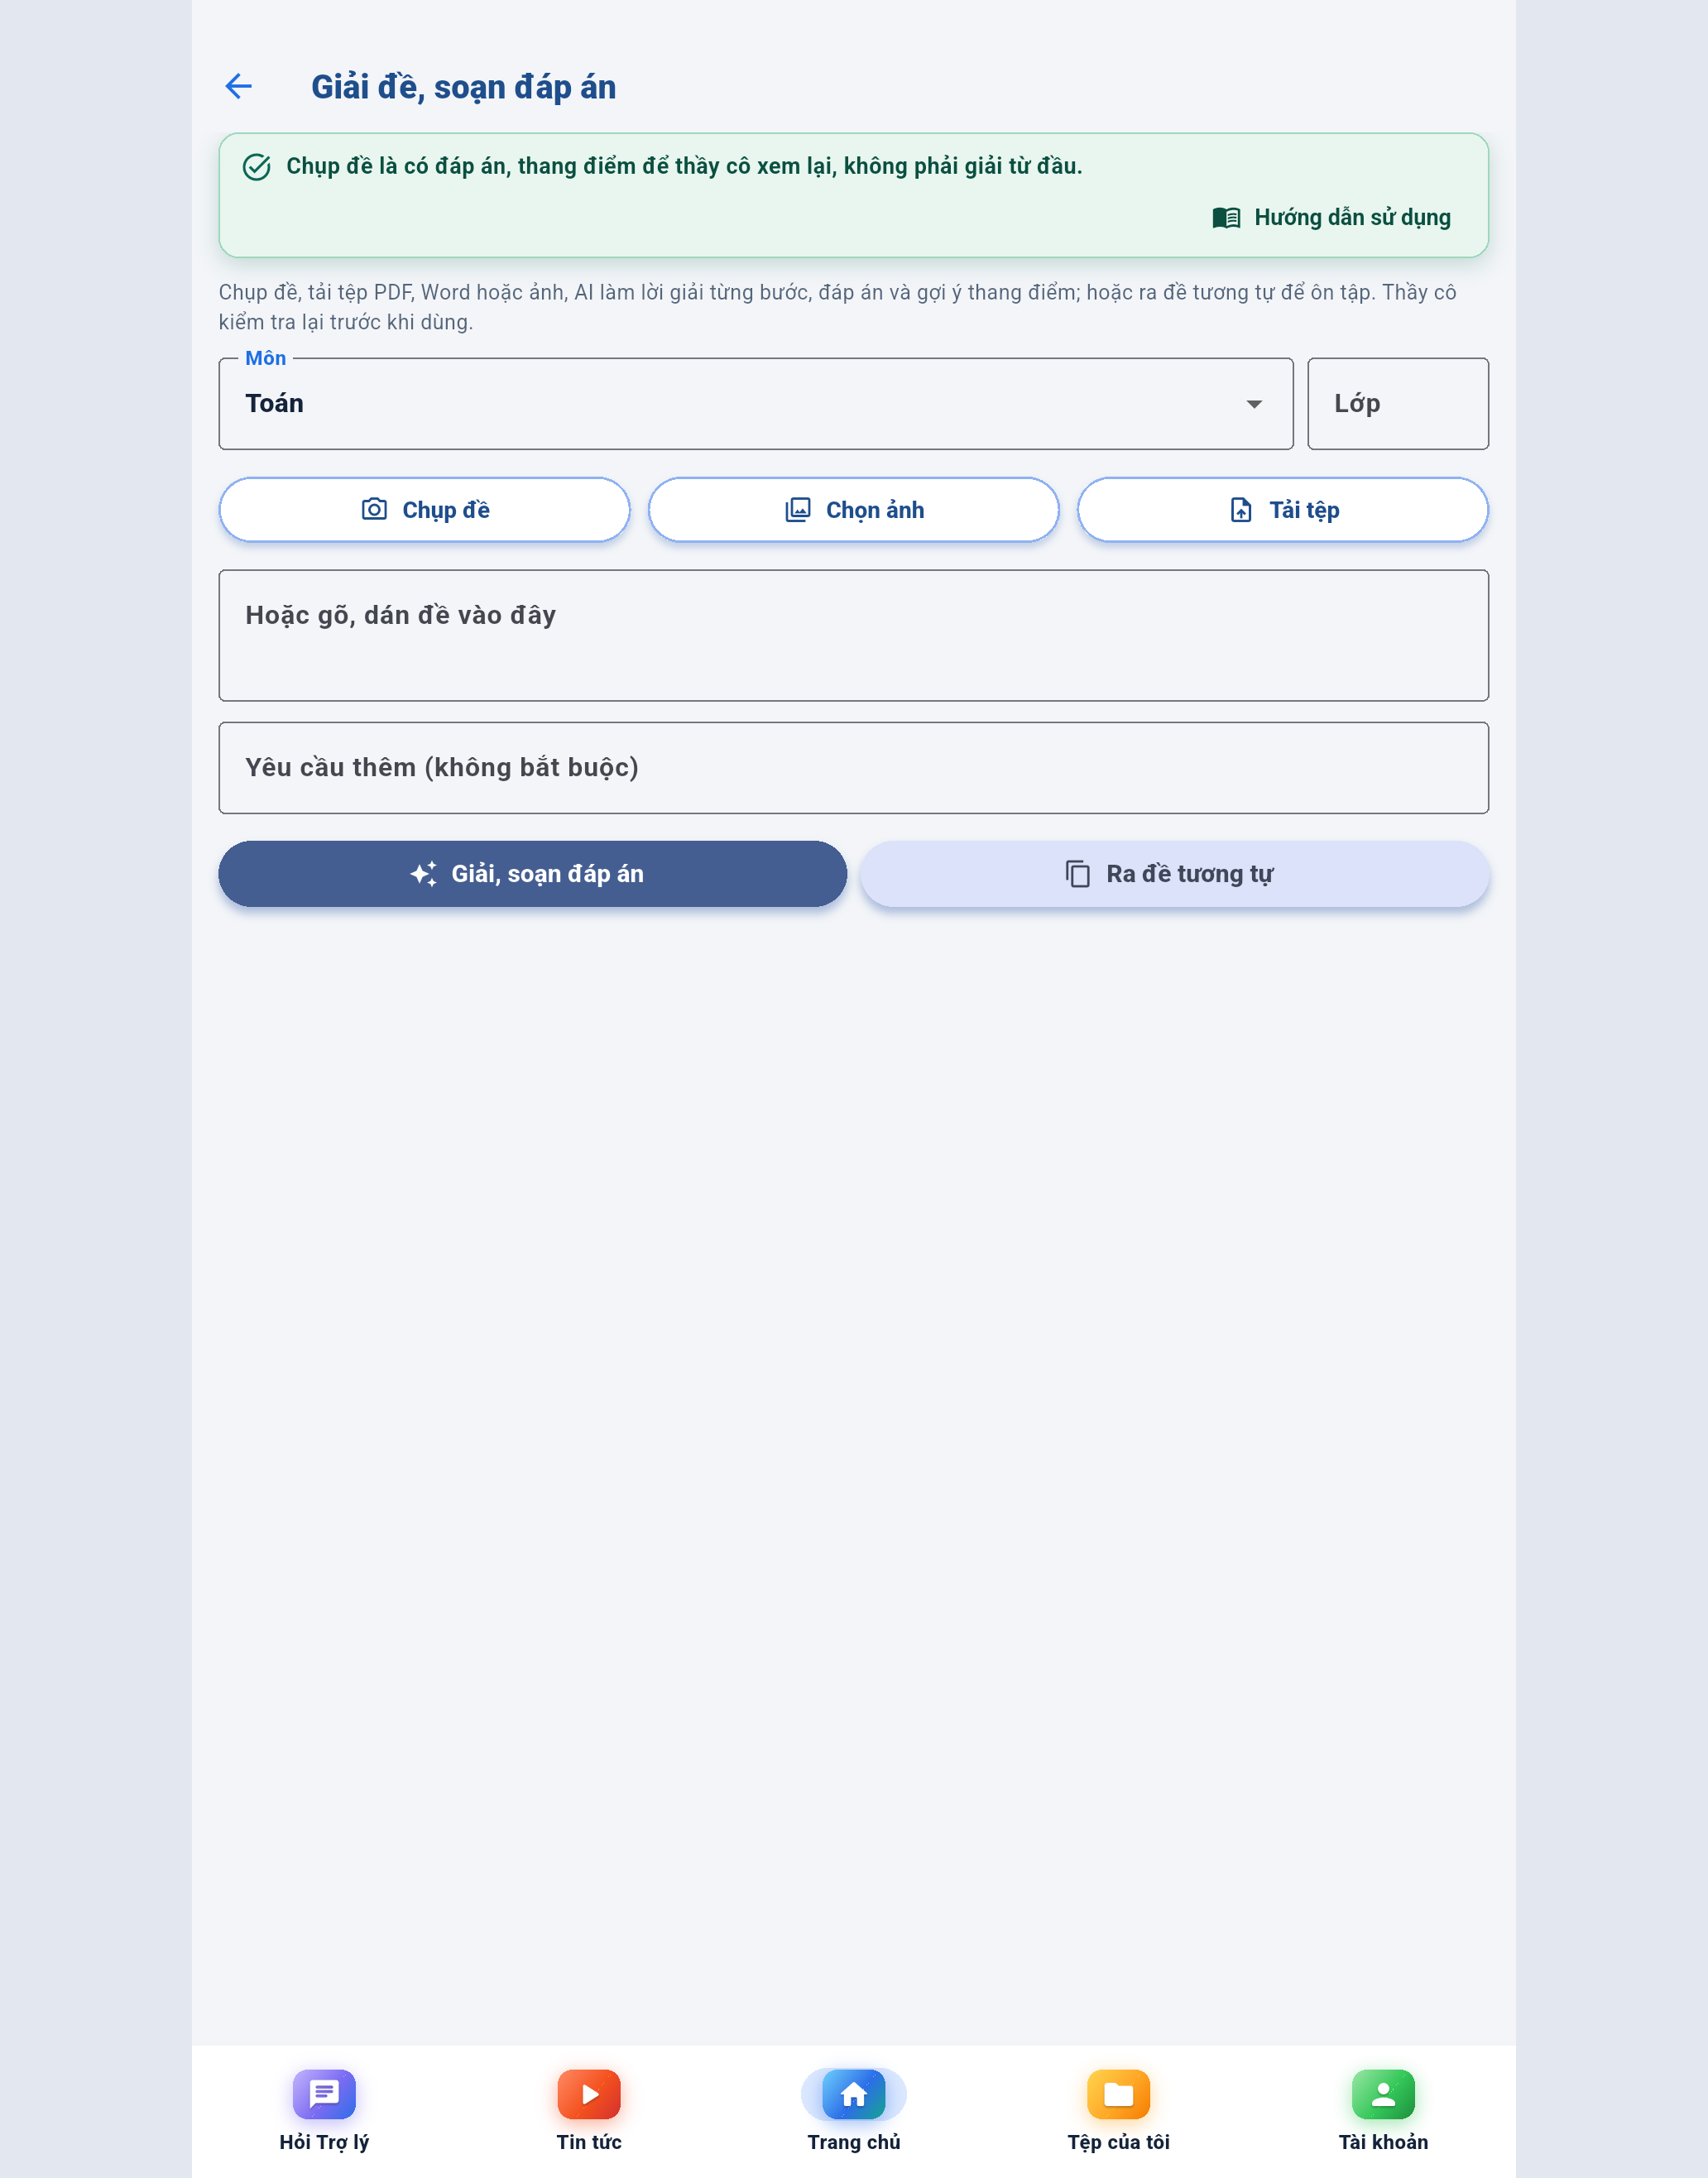 Giải đề, soạn đáp án
Chụp đề là có đáp án, thang điểm để thầy cô xem lại, không phải giải từ đầu.
Hướng dẫn sử dụng
Chụp đề, tải tệp PDF, Word hoặc ảnh, AI làm lời giải từng bước, đáp án và gợi ý thang điểm; hoặc ra đề tương tự để ôn tập. Thầy cô
kiểm tra lại trước khi dùng.
Môn
Toán
Lớp
Chụp đề
Chọn ảnh
Tải tệp
Hoặc gõ, dán đề vào đây
Yêu cầu thêm (không bắt buộc)
Giải, soạn đáp án
Ra đề tương tự
Hỏi Trợ lý
Tin tức
Trang chủ
Tệp của tôi
Tài khoản